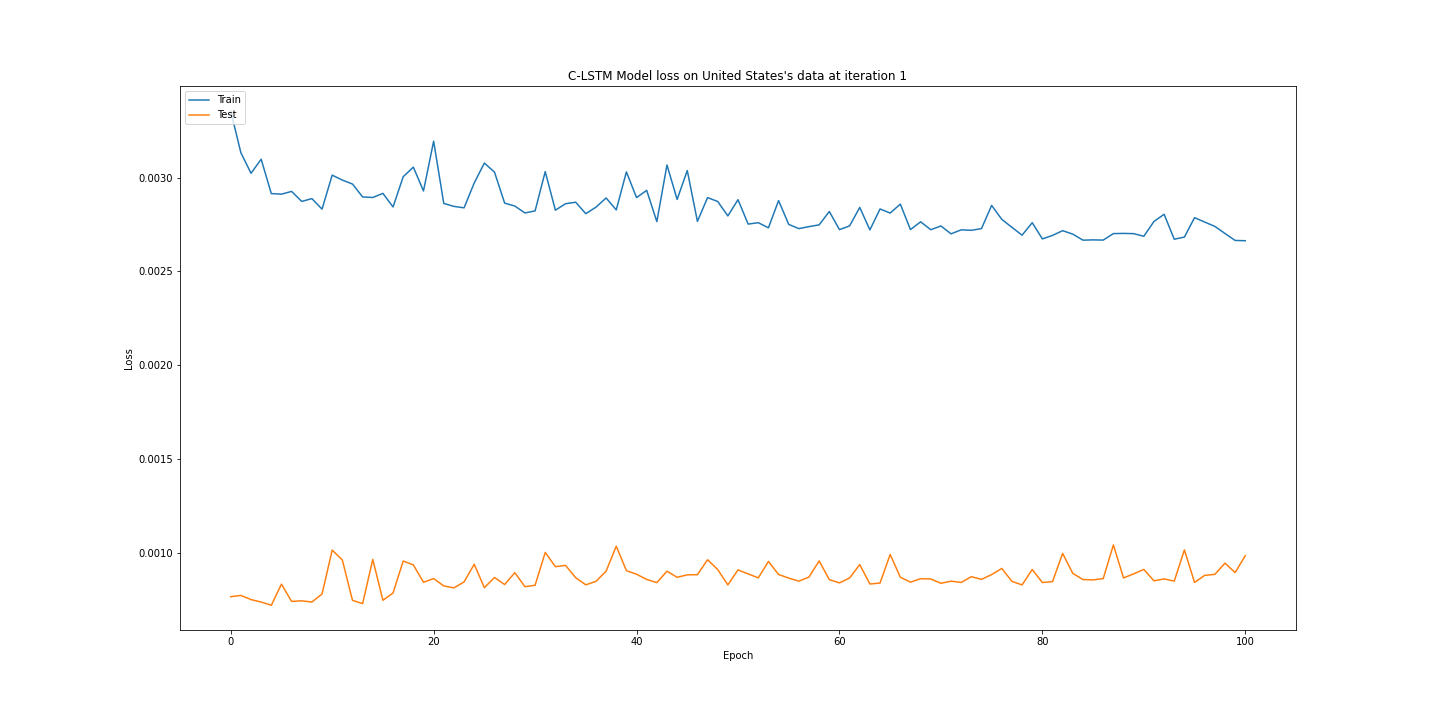 C-LSTM Model loss on United States's data at iteration 1
Train
Test
0.0030
0.0025
0.0020
0.0015
0.0010
Loss
0 20 40 60 80 100
Epoch